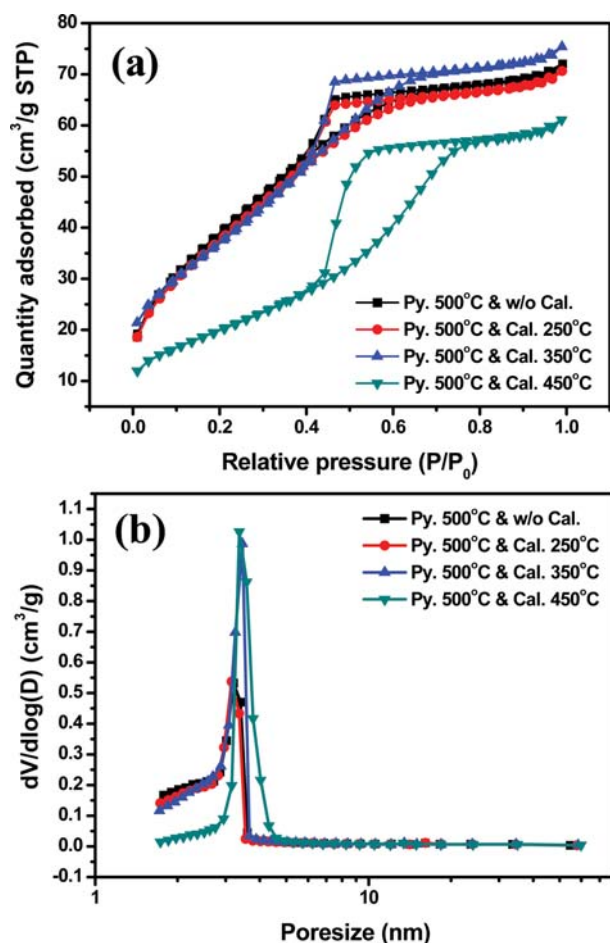 (a)
Quantity adsorbed (cm³/g STP)
80
70
60
50
40
30
20
10
Py. 500°C & w/o Cal.
Py. 500°C & Cal. 250°C
Py. 500°C & Cal. 350°C
Py. 500°C & Cal. 450°C
0.0 0.2 0.4 0.6 0.8 1.0
Relative pressure (P/P₀)
(b)
dV/dlog(D) (cm³/g)
1.1
1.0
0.9
0.8
0.7
0.6
0.5
0.4
0.3
0.2
0.1
0.0
-0.1
Py. 500°C & w/o Cal.
Py. 500°C & Cal. 250°C
Py. 500°C & Cal. 350°C
Py. 500°C & Cal. 450°C
1 10
Poresize (nm)